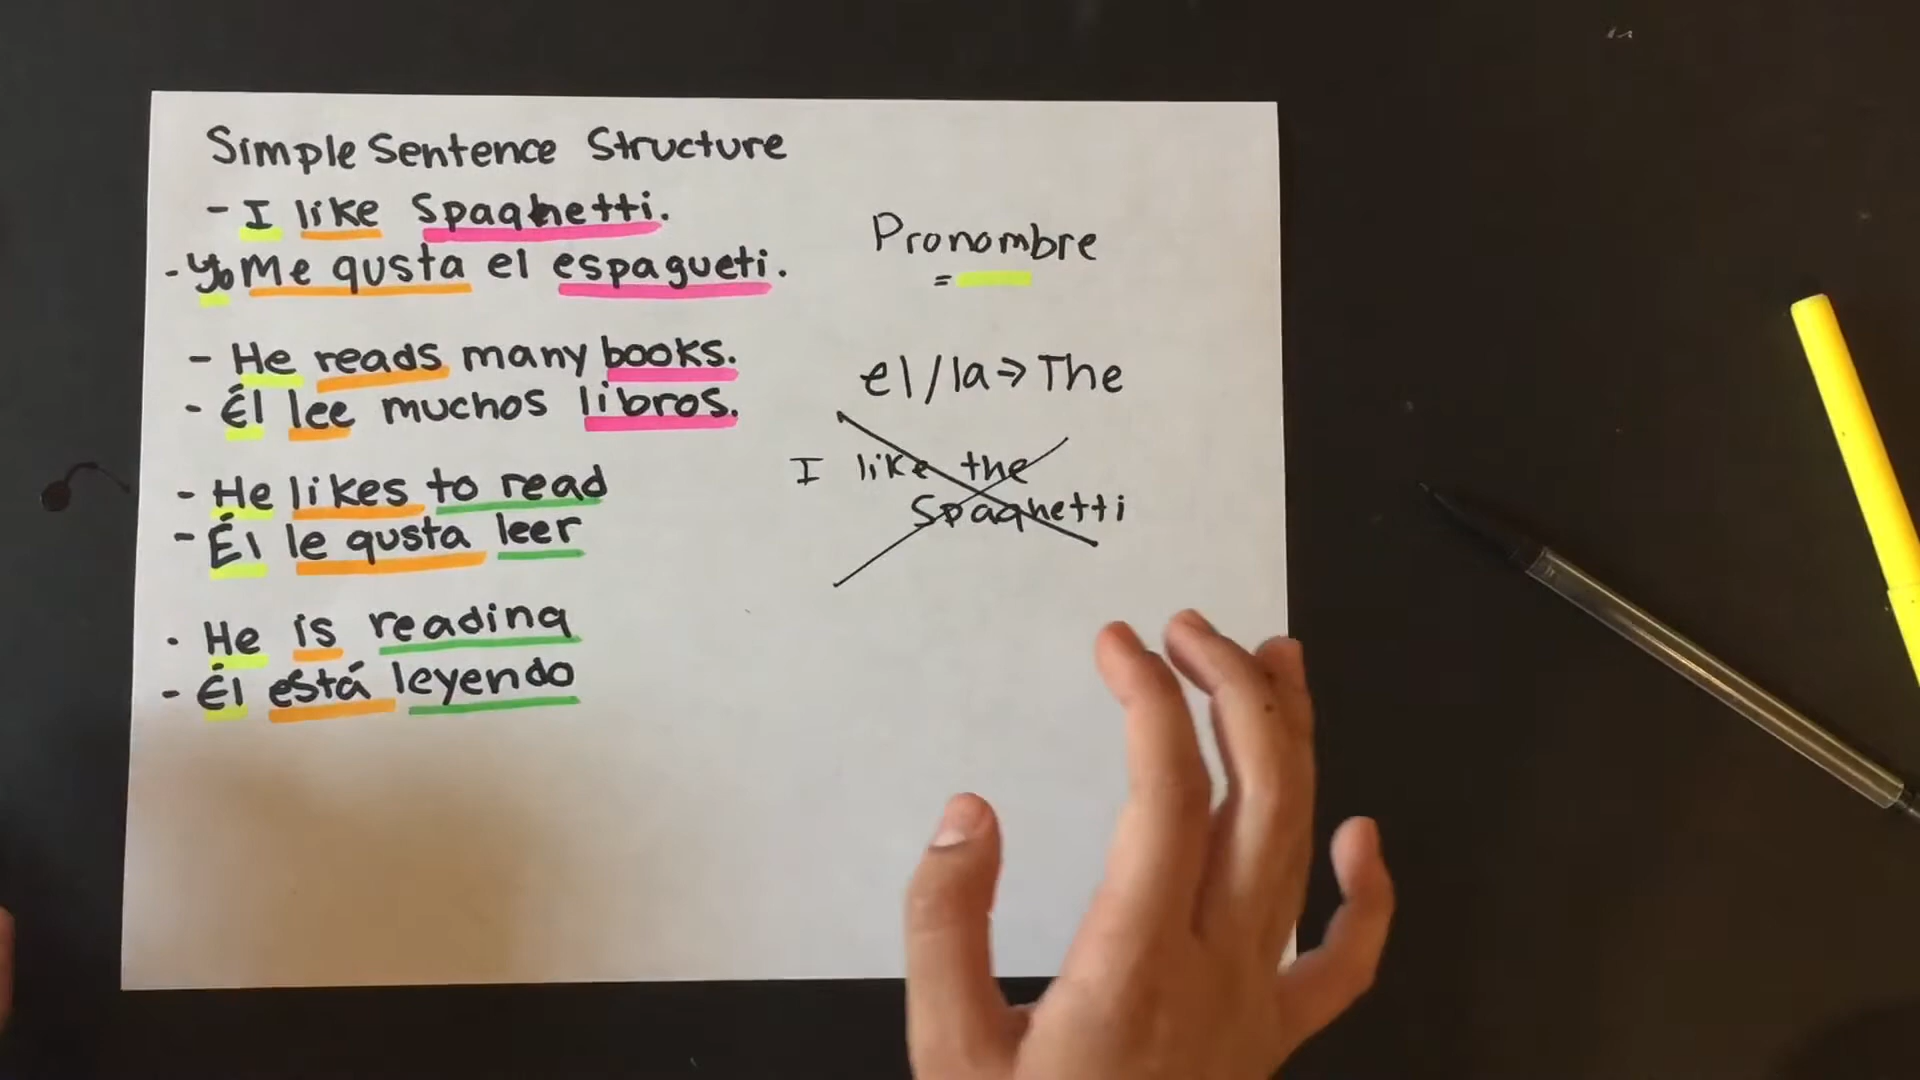 Simple Sentence Structure
- I like Spaghetti.
- Yo Me gusta el espagueti.
- He reads many books.
- Él lee muchos libros.
- He likes to read
- Él le gusta leer
· He is reading
- Él está leyendo
Pronombre
=
el/la => The
I like the
Spaghetti